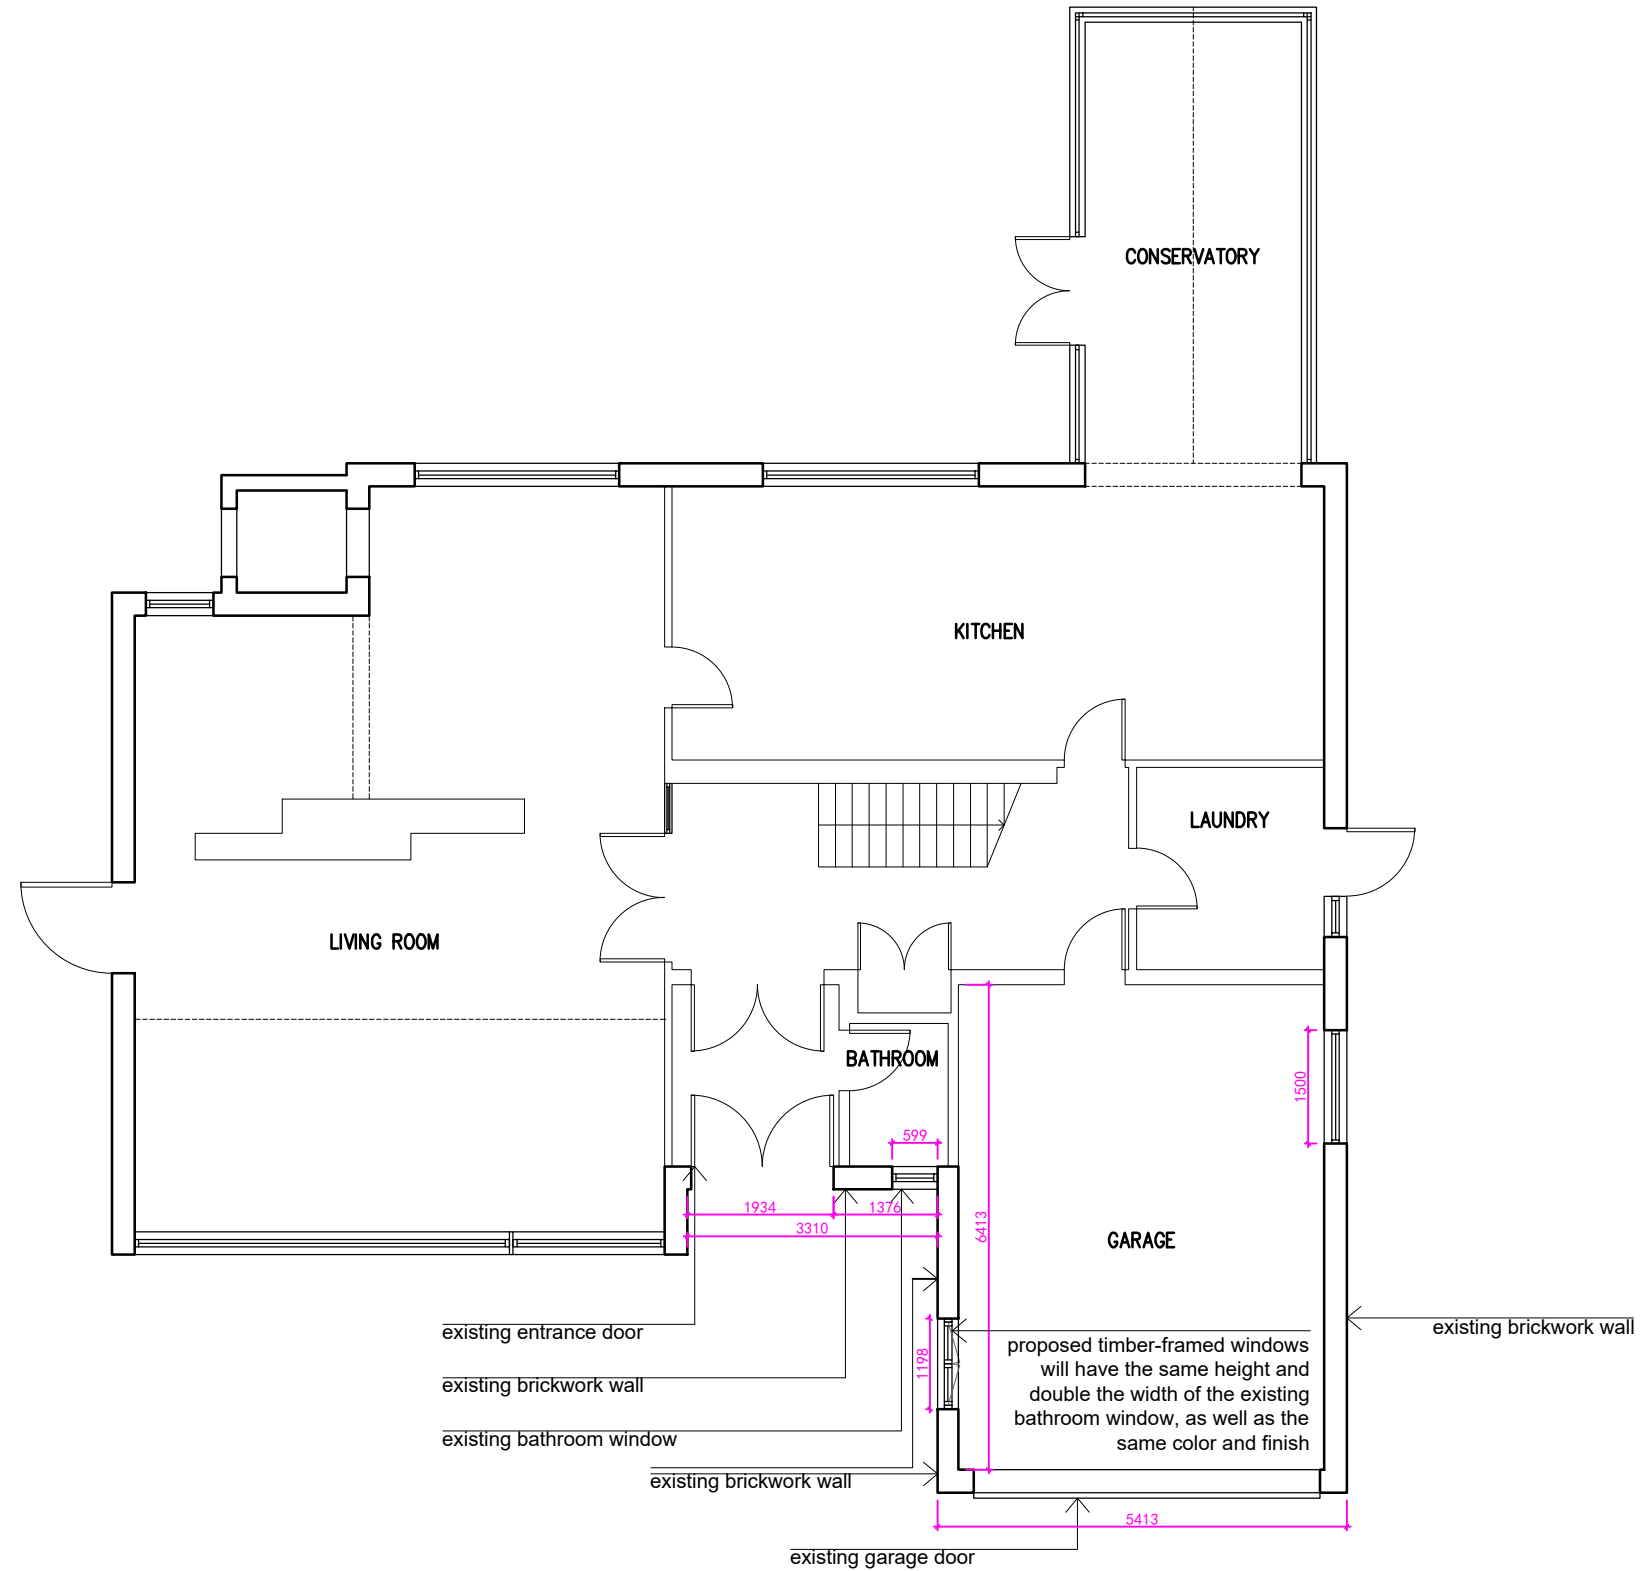 CONSERVATORY
KITCHEN
LAUNDRY
LIVING ROOM
BATHROOM
1500
599
1934
1376
3310
6413
GARAGE
1198
existing entrance door
existing brickwork wall
existing bathroom window
existing brickwork wall
proposed timber-framed windows
will have the same height and
double the width of the existing
bathroom window, as well as the
same color and finish
existing brickwork wall
5413
existing garage door